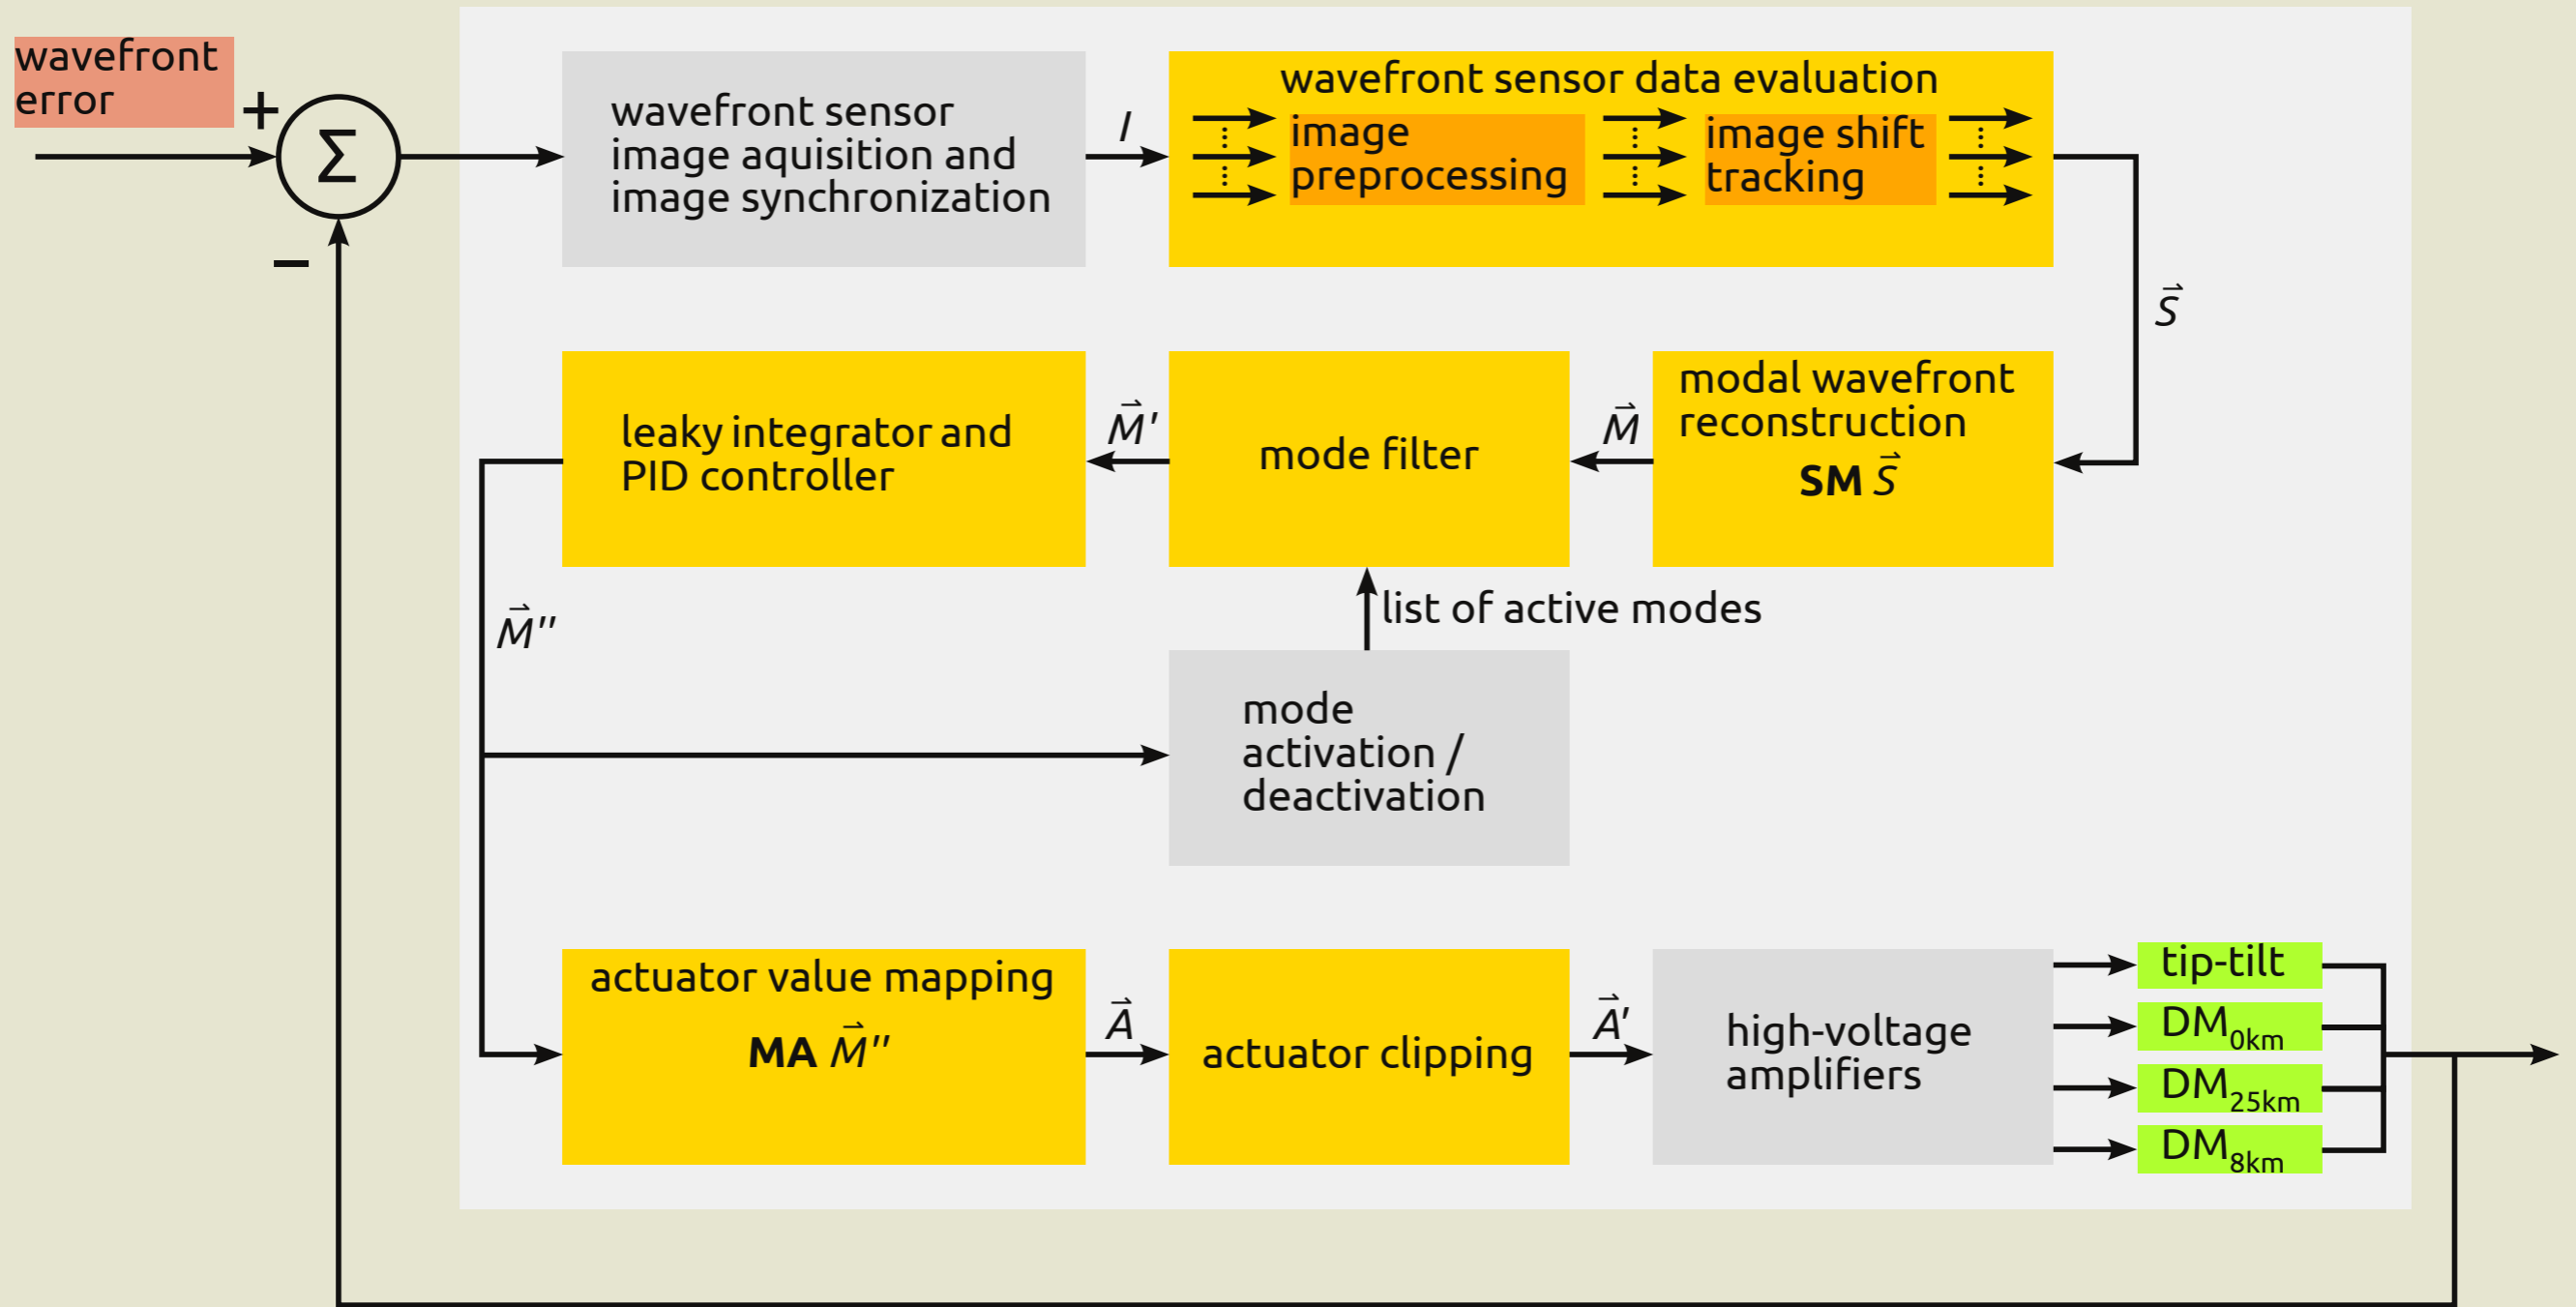 wavefront
error
+
Σ
−
wavefront sensor
image aquisition and
image synchronization
I
wavefront sensor data evaluation
image
preprocessing
image shift
tracking
S⃗
modal wavefront
reconstruction
SM S⃗
M⃗
mode filter
M⃗'
leaky integrator and
PID controller
M⃗''
list of active modes
mode
activation /
deactivation
actuator value mapping
MA M⃗''
A⃗
actuator clipping
A⃗'
high-voltage
amplifiers
tip-tilt
DM0km
DM25km
DM8km